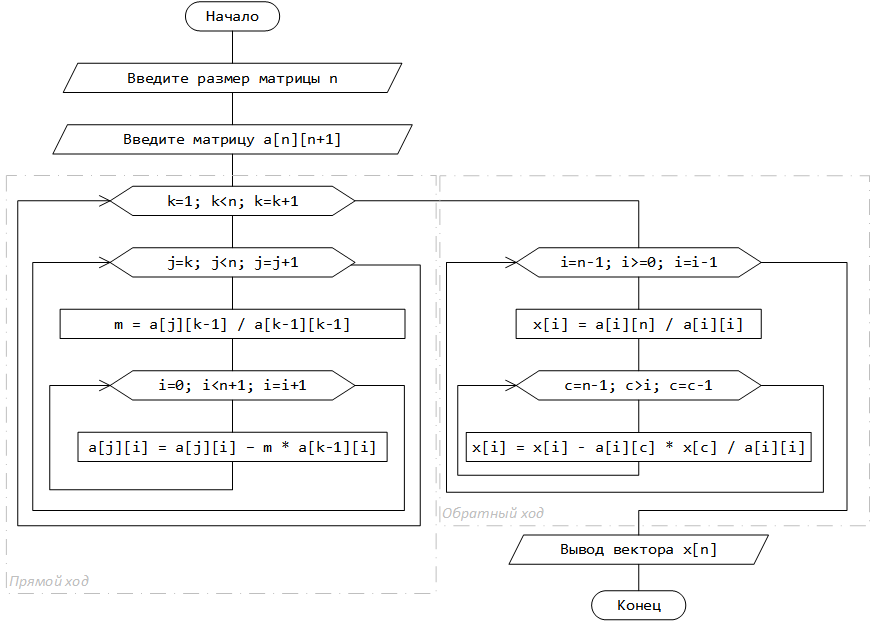 Начало
Введите размер матрицы n
Введите матрицу a[n][n+1]
k=1; k<n; k=k+1
j=k; j<n; j=j+1
m = a[j][k-1] / a[k-1][k-1]
i=0; i<n+1; i=i+1
a[j][i] = a[j][i] − m * a[k-1][i]
Прямой ход
i=n-1; i>=0; i=i-1
x[i] = a[i][n] / a[i][i]
c=n-1; c>i; c=c-1
x[i] = x[i] - a[i][c] * x[c] / a[i][i]
Обратный ход
Вывод вектора x[n]
Конец